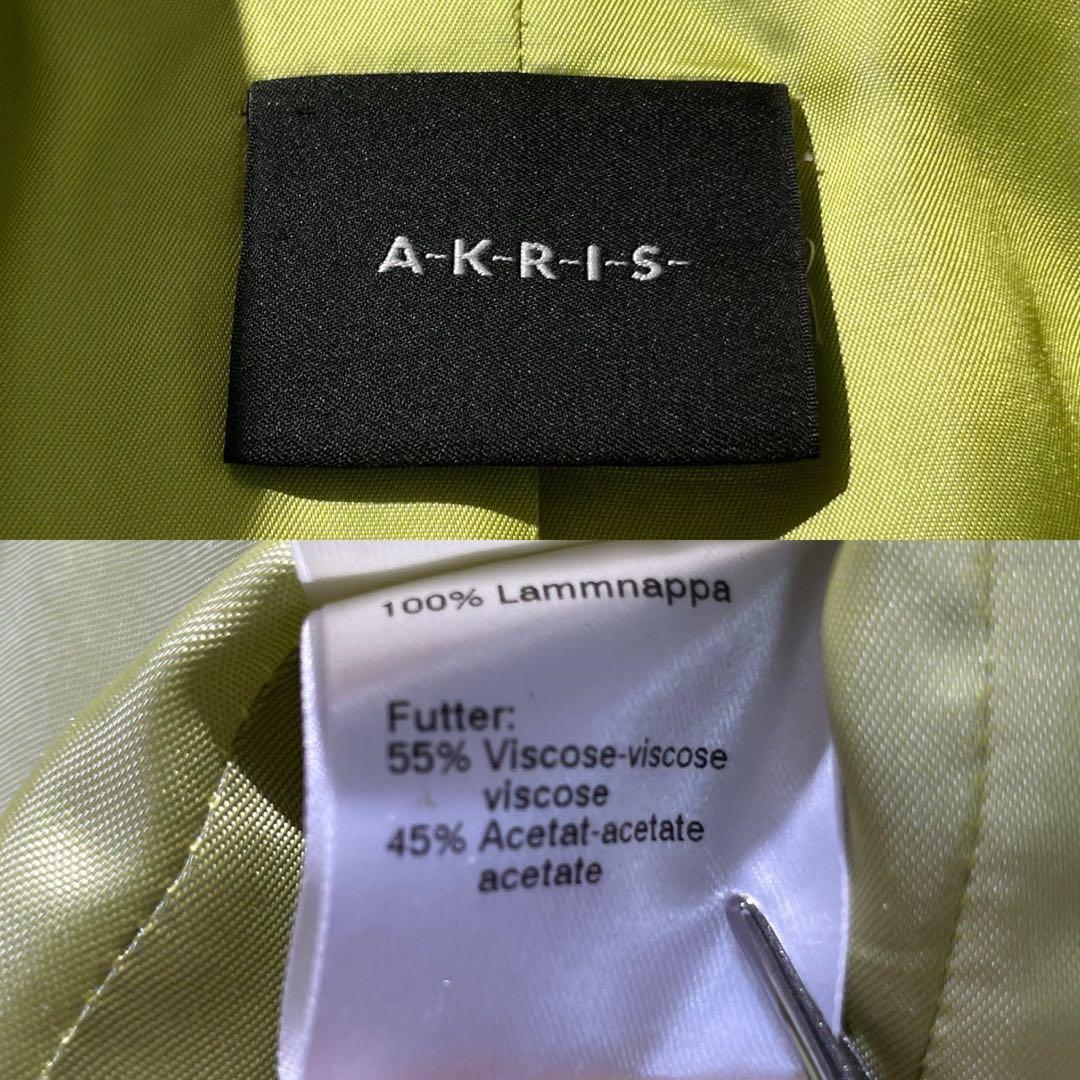 A-K-R-I-S-
100% Lammnappa
Futter:
55% Viscose-viscose
viscose
45% Acetat-acetate
acetate